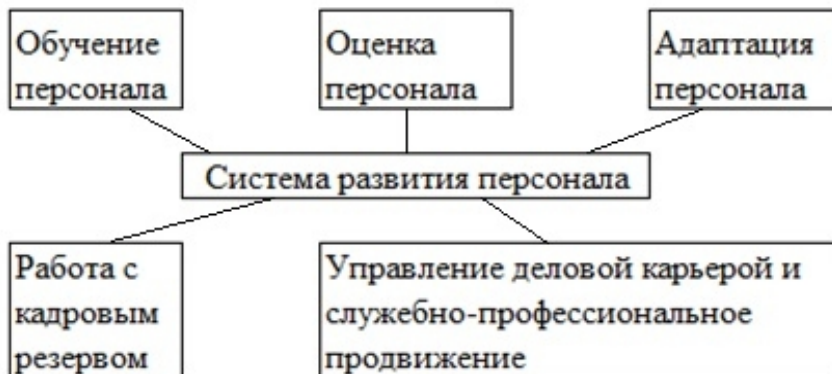 Обучение
персонала
Оценка
персонала
Адаптация
персонала
Система развития персонала
Работа с
кадровым
резервом
Управление деловой карьерой и
служебно-профессиональное
продвижение